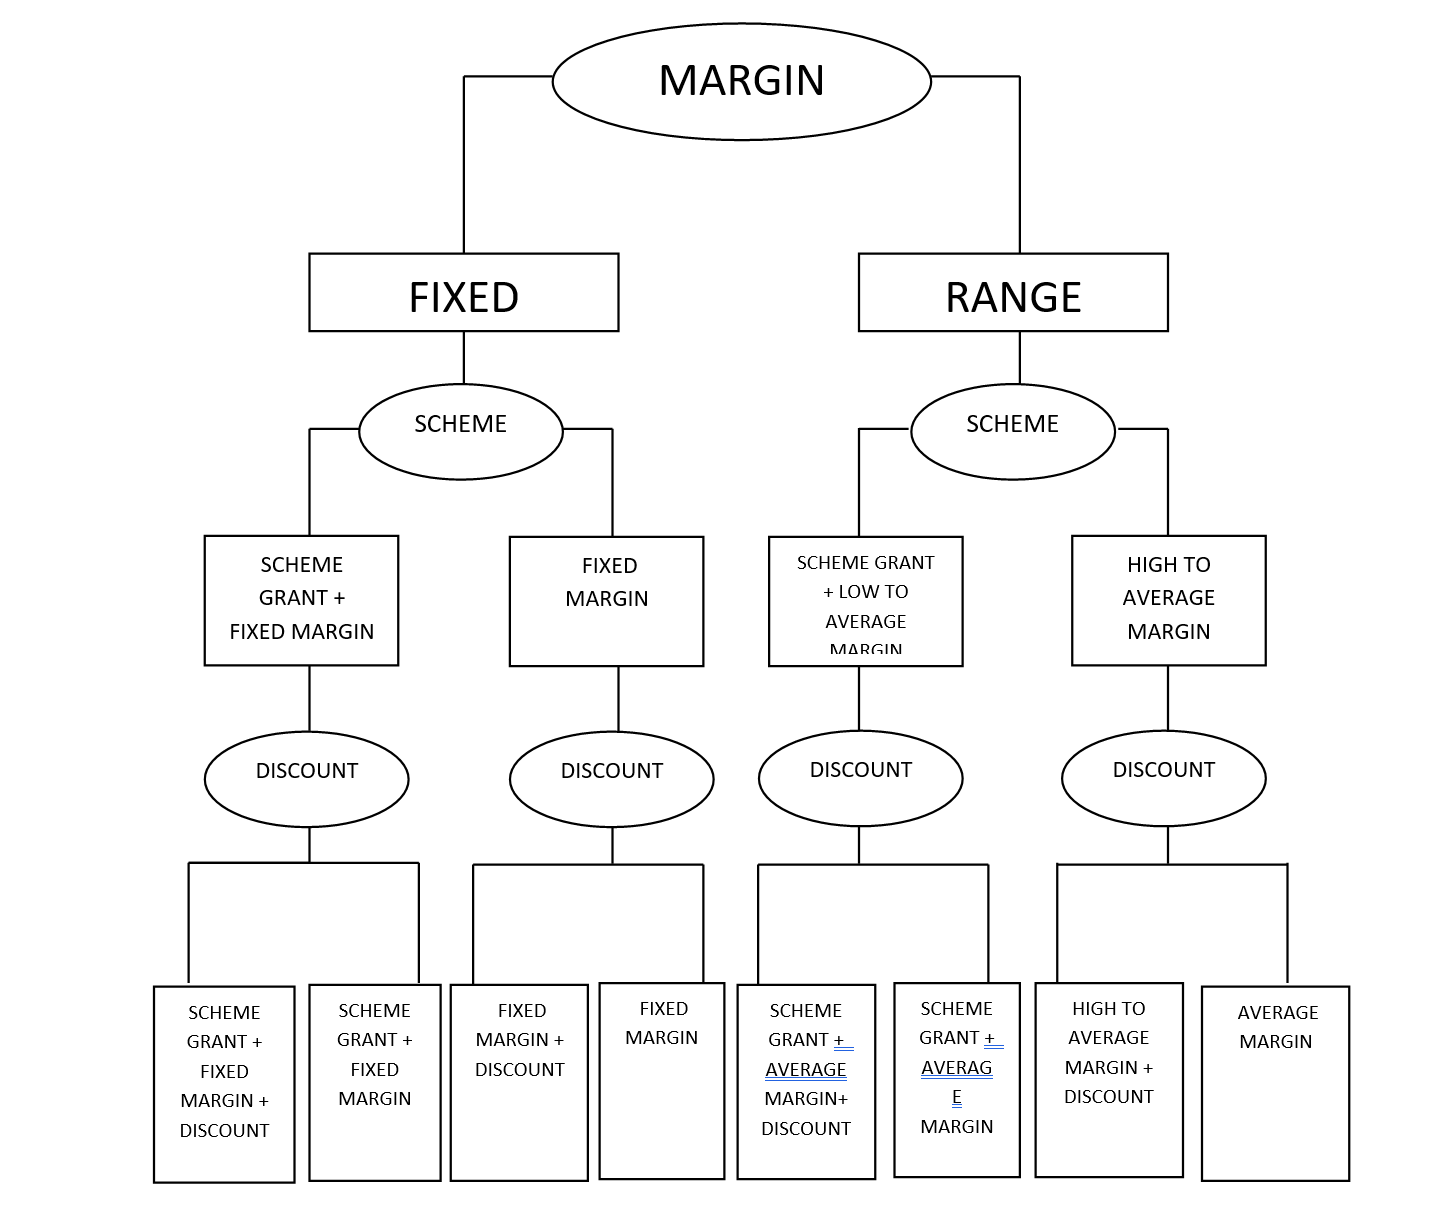 MARGIN
FIXED
RANGE
SCHEME
SCHEME
SCHEME
GRANT +
FIXED MARGIN
FIXED
MARGIN
SCHEME GRANT
+ LOW TO
AVERAGE
MARGIN
HIGH TO
AVERAGE
MARGIN
DISCOUNT
DISCOUNT
DISCOUNT
DISCOUNT
SCHEME
GRANT +
FIXED
MARGIN +
DISCOUNT
SCHEME
GRANT +
FIXED
MARGIN
FIXED
MARGIN +
DISCOUNT
FIXED
MARGIN
SCHEME
GRANT +
AVERAGE
MARGIN+
DISCOUNT
SCHEME
GRANT +
AVERAG
E
MARGIN
HIGH TO
AVERAGE
MARGIN +
DISCOUNT
AVERAGE
MARGIN